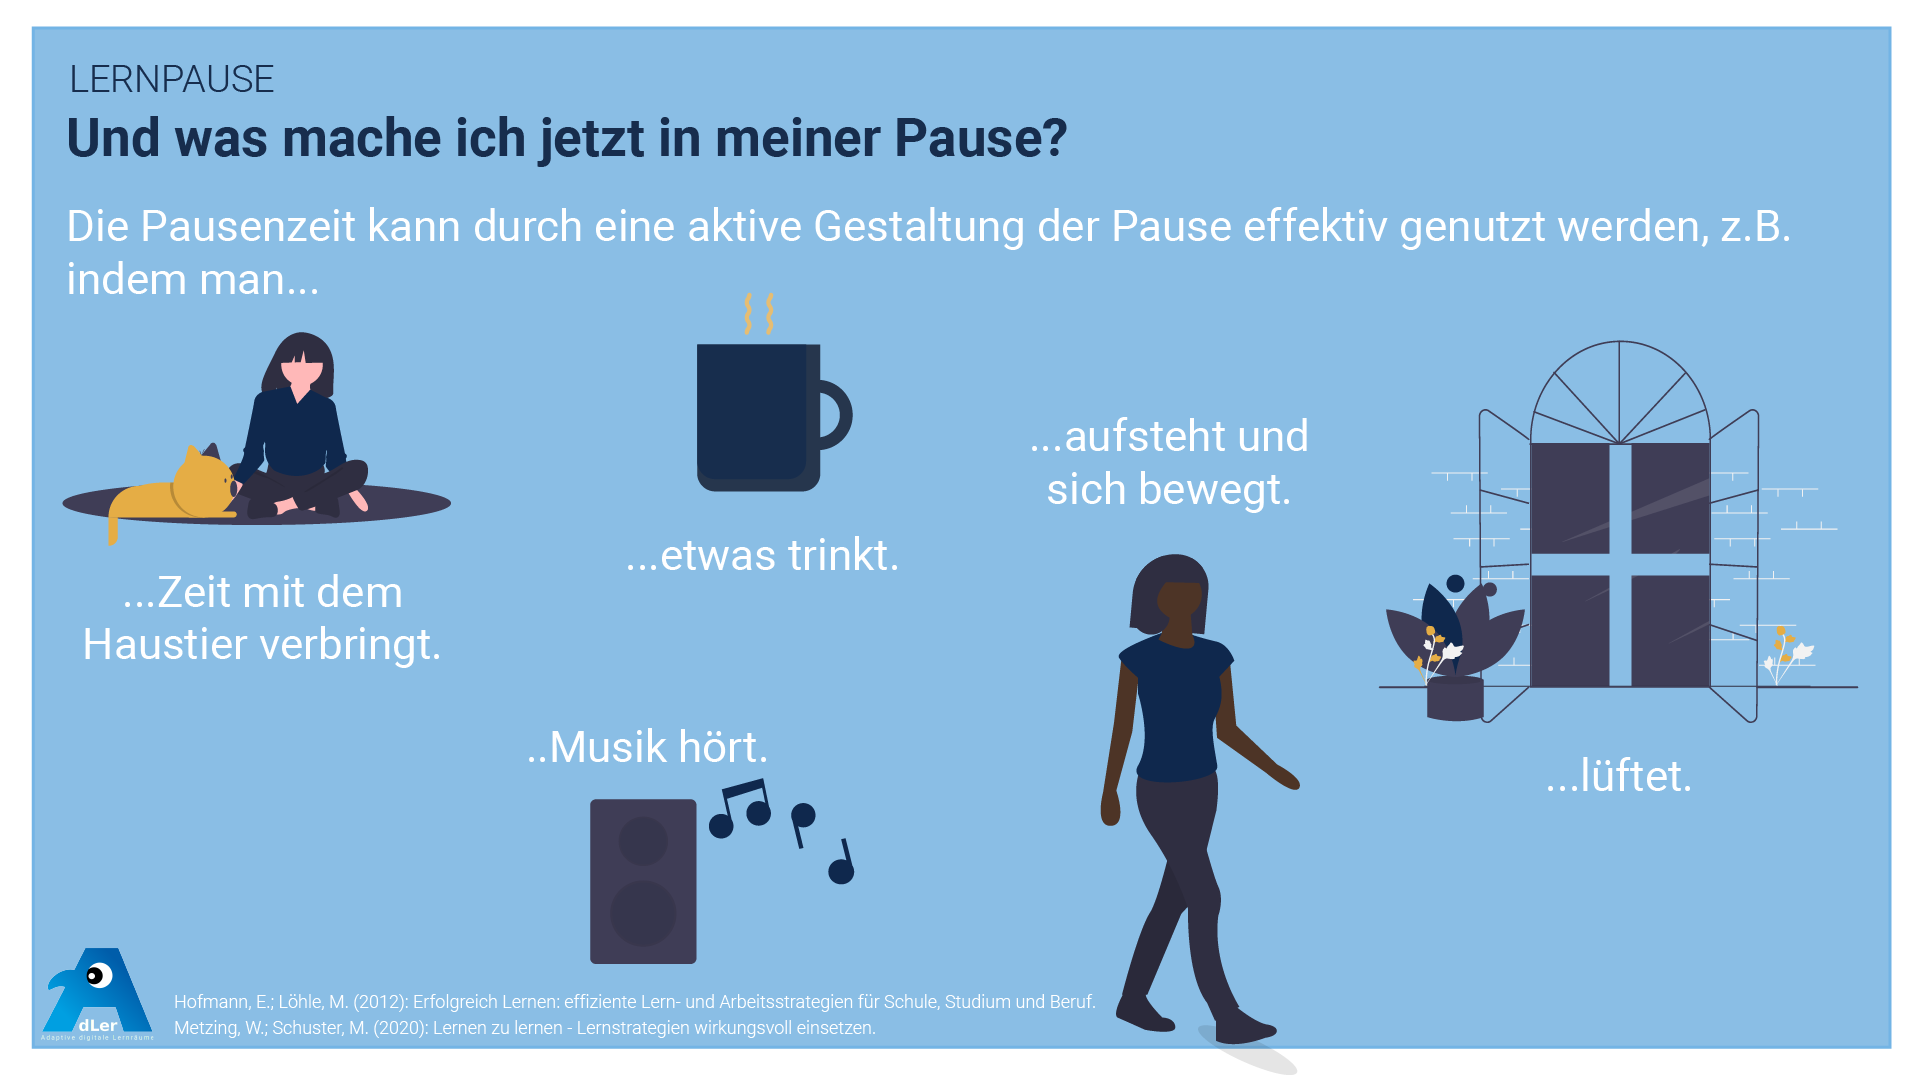 LERNPAUSE
Und was mache ich jetzt in meiner Pause?
Die Pausenzeit kann durch eine aktive Gestaltung der Pause effektiv genutzt werden, z.B.
indem man...
...Zeit mit dem
Haustier verbringt.
...etwas trinkt.
...aufsteht und
sich bewegt.
..Musik hört.
...lüftet.
dLer
Adaptive digitale Lernräume
Hofmann, E.; Löhle, M. (2012): Erfolgreich Lernen: effiziente Lern- und Arbeitsstrategien für Schule, Studium und Beruf.
Metzing, W.; Schuster, M. (2020): Lernen zu lernen - Lernstrategien wirkungsvoll einsetzen.